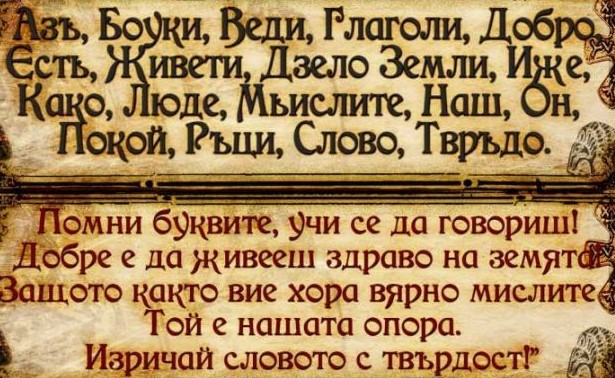 Азъ, Боуки, Веди, Глаголи, Добро
Есть, Живети, Дзело Земли, Иже,
Како, Люде, Мьислите, Наш, Он,
Покой, Ръци, Слово, Твръдо.
Помни буквите, учи се да говориш!
Добре е да живееш здраво на земята
Защото както вие хора вярно мислите
Той е нашата опора.
Изричай словото с твърдост!”